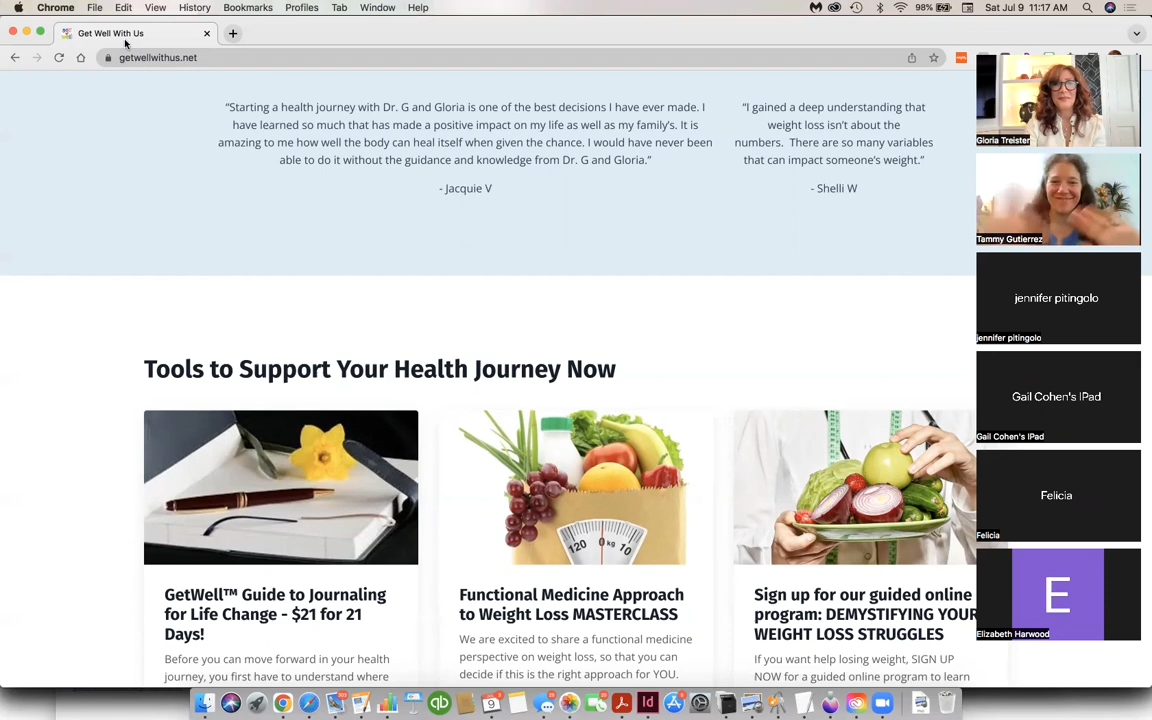 Chrome File Edit View History Bookmarks Profiles Tab Window Help 98% Sat Jul 9 11:17 AM
Get Well With Us
getwellwithus.net
“Starting a health journey with Dr. G and Gloria is one of the best decisions I have ever made. I
have learned so much that has made a positive impact on my life as well as my family’s. It is
amazing to me how well the body can heal itself when given the chance. I would have never been
able to do it without the guidance and knowledge from Dr. G and Gloria.”
- Jacquie V
“I gained a deep understanding that
weight loss isn’t about the
numbers. There are so many variables
that can impact someone’s weight.”
- Shelli W
Tools to Support Your Health Journey Now
120 0 kg 10
GetWell™ Guide to Journaling
for Life Change - $21 for 21
Days!
Before you can move forward in your health
journey, you first have to understand where
Functional Medicine Approach
to Weight Loss MASTERCLASS
We are excited to share a functional medicine
perspective on weight loss, so that you can
decide if this is the right approach for YOU.
Sign up for our guided online
program: DEMYSTIFYING YOUR
WEIGHT LOSS STRUGGLES
If you want help losing weight, SIGN UP
NOW for a guided online program to learn
Gloria Treister
Tammy Gutierrez
jennifer pitingolo
jennifer pitingolo
Gail Cohen's IPad
Gail Cohen's IPad
Felicia
Felicia
E
Elizabeth Harwood
qb
9
Id